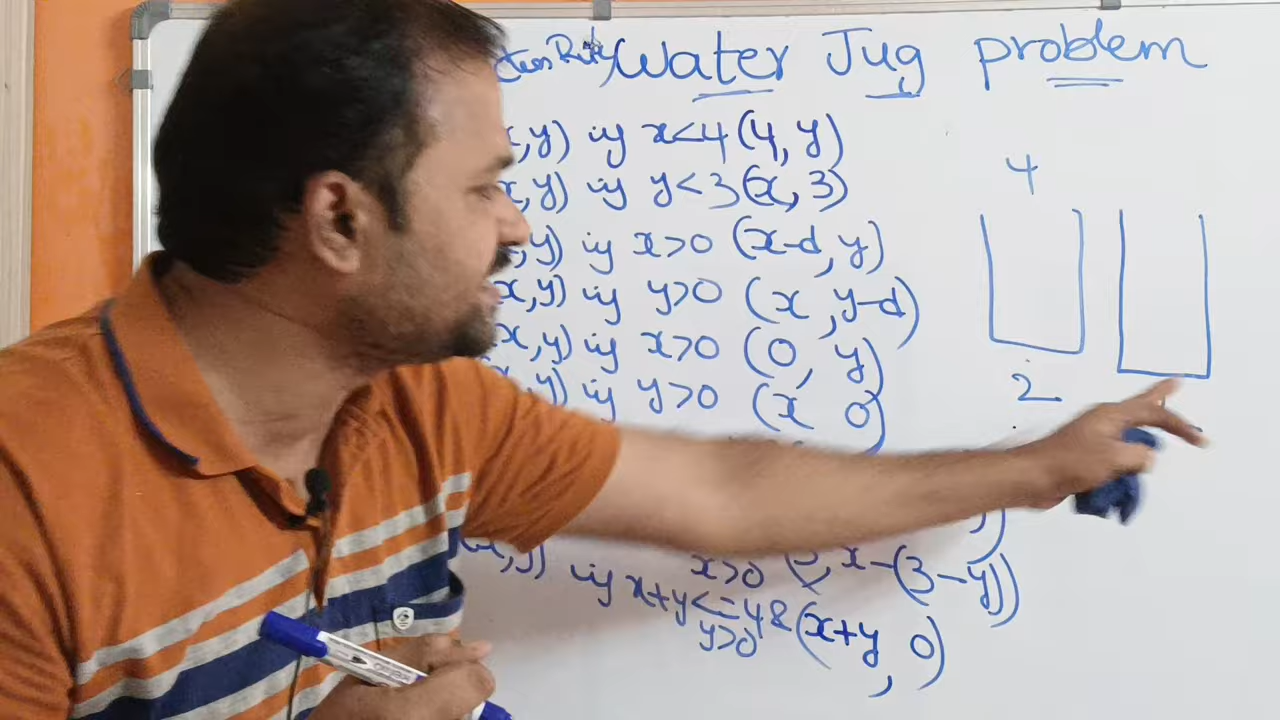 Water Jug problem
x,y) if x<4 (4, y)
x,y) if y<3 (x, 3)
x,y) if x>0 (x-d, y)
x,y) if y>0 (x, y-d)
x,y) if x>0 (0, y)
x,y) if y>0 (x 0)
x>0 x-(3-y))
if x+y<=4 & (x+y, 0)
y>0
4
2